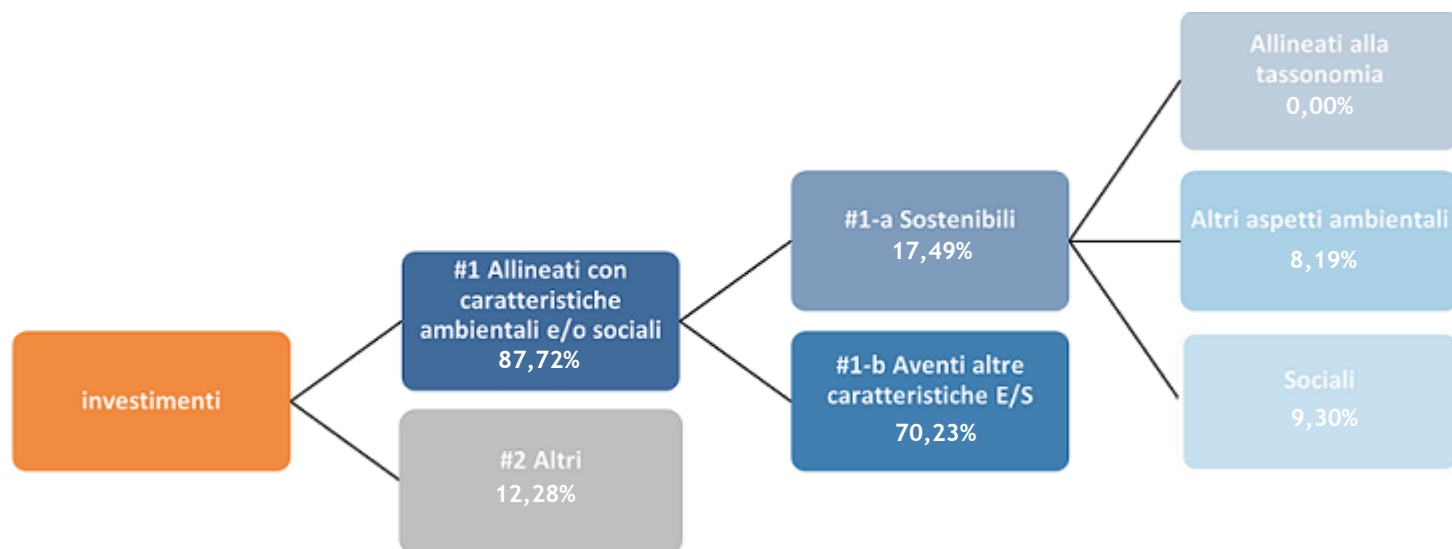 investimenti
#1 Allineati con
caratteristiche
ambientali e/o sociali
87,72%
#2 Altri
12,28%
#1-a Sostenibili
17,49%
#1-b Aventi altre
caratteristiche E/S
70,23%
Allineati alla
tassonomia
0,00%
Altri aspetti ambientali
8,19%
Sociali
9,30%